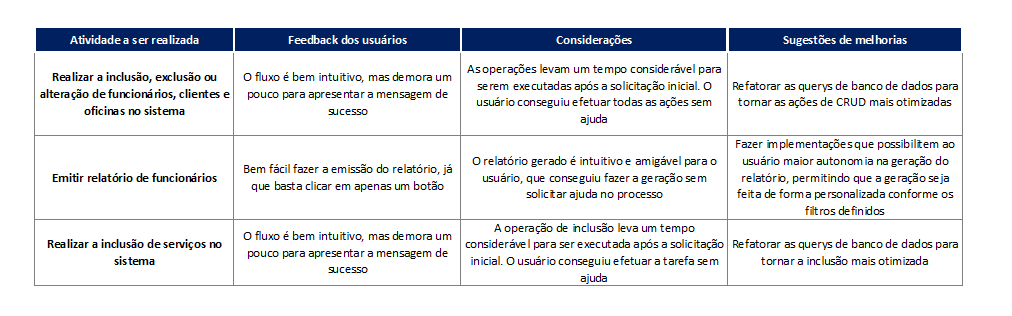 Atividade a ser realizada
Feedback dos usuários
Considerações
Sugestões de melhorias
Realizar a inclusão, exclusão ou
alteração de funcionários, clientes e
oficinas no sistema
O fluxo é bem intuitivo, mas demora um
pouco para apresentar a mensagem de
sucesso
As operações levam um tempo considerável para
serem executadas após a solicitação inicial. O
usuário conseguiu efetuar todas as ações sem
ajuda
Refatorar as querys de banco de dados para
tornar as ações de CRUD mais otimizadas
Emitir relatório de funcionários
Bem fácil fazer a emissão do relatório, já
que basta clicar em apenas um botão
O relatório gerado é intuitivo e amigável para o
usuário, que conseguiu fazer a geração sem
solicitar ajuda no processo
Fazer implementações que possibilitem ao
usuário maior autonomia na geração do
relatório, permitindo que a geração seja
feita de forma personalizada conforme os
filtros definidos
Realizar a inclusão de serviços no
sistema
O fluxo é bem intuitivo, mas demora um
pouco para apresentar a mensagem de
sucesso
A operação de inclusão leva um tempo
considerável para ser executada após a solicitação
inicial. O usuário conseguiu efetuar a tarefa sem
ajuda
Refatorar as querys de banco de dados para
tornar a inclusão mais otimizada